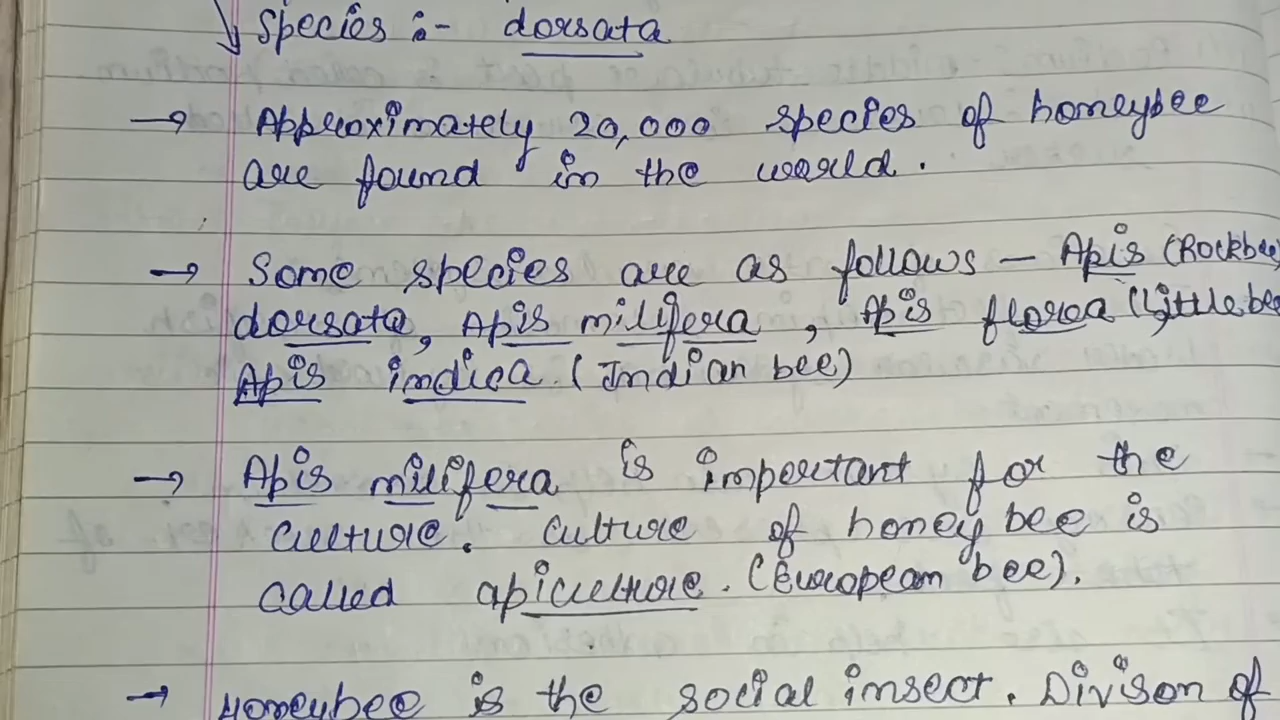 Species :- dorsata
→ Approximately 20,000 species of honeybee
are found in the world.
→ Some species are as follows – Apis (Rockbee)
dorsata, Apis milifera, Apis florea (Little bee
Apis indica. (Indian bee)
→ Apis milifera is important for the
culture. culture of honey bee is
called apiculture. (European bee).
→ Honeybee is the social insect. Divison of